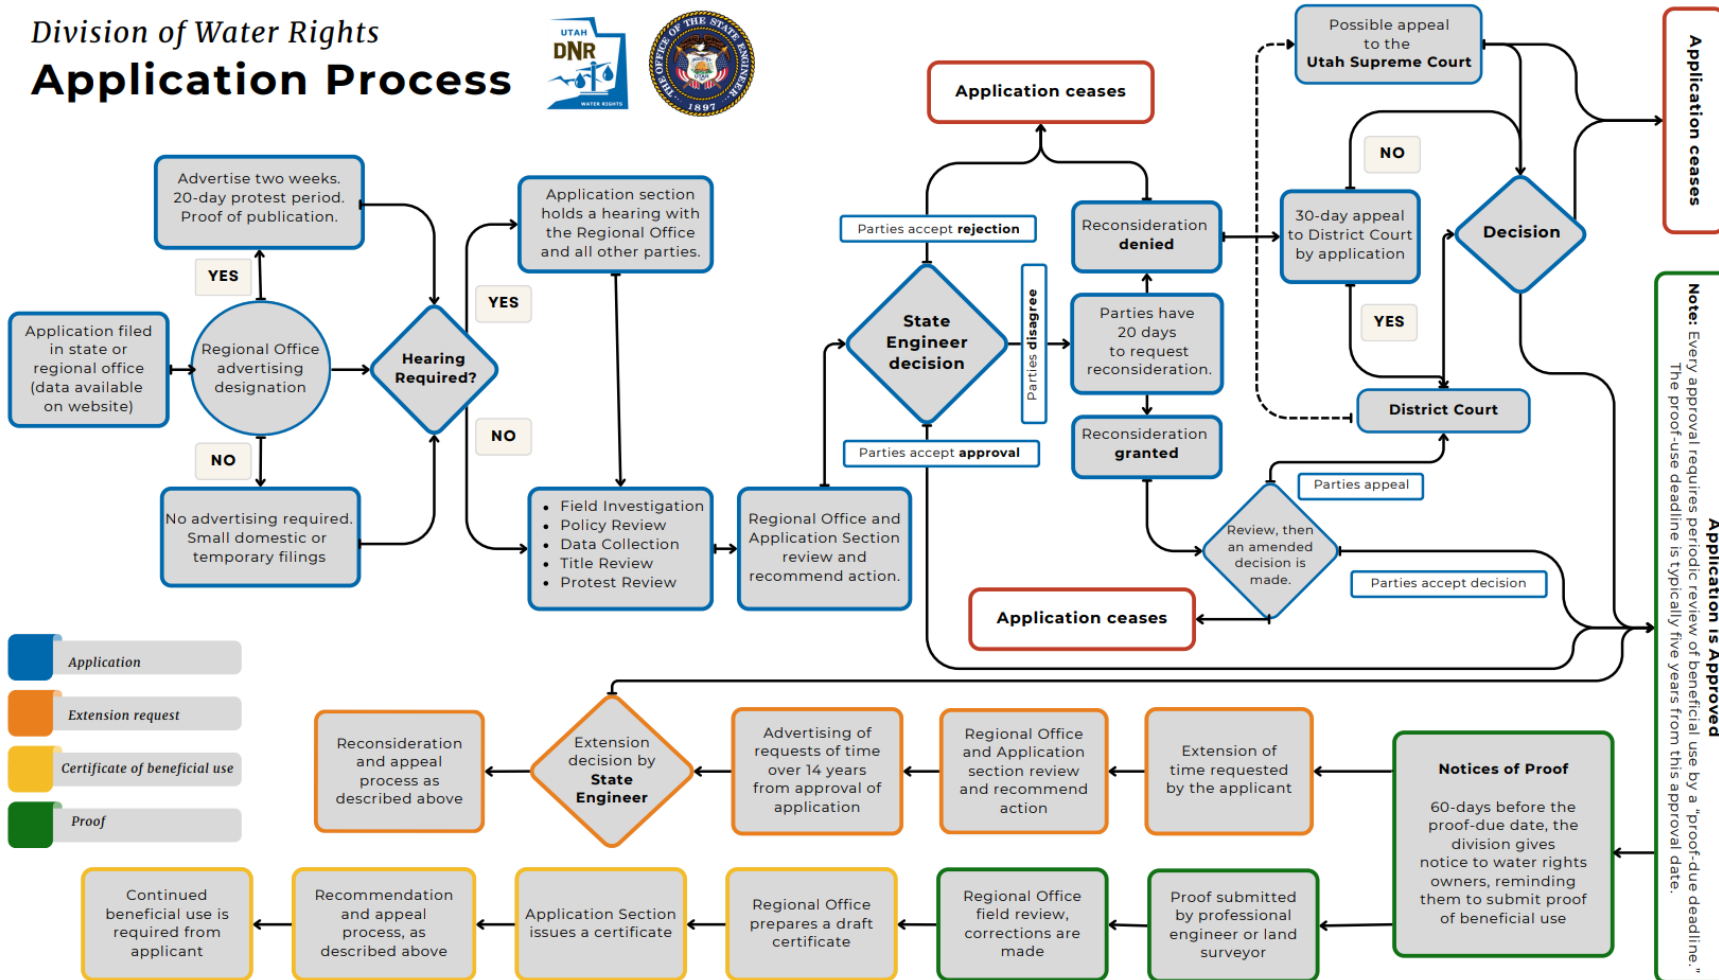 Division of Water Rights
Application Process
UTAH
DNR
WATER RIGHTS
THE OFFICE OF THE STATE ENGINEER
UTAH
1897
Application filed
in state or
regional office
(data available
on website)
Regional Office
advertising
designation
YES
Advertise two weeks.
20-day protest period.
Proof of publication.
NO
No advertising required.
Small domestic or
temporary filings
Hearing
Required?
YES
Application section
holds a hearing with
the Regional Office
and all other parties.
NO
• Field Investigation
• Policy Review
• Data Collection
• Title Review
• Protest Review
Regional Office and
Application Section
review and
recommend action.
State
Engineer
decision
Parties accept rejection
Application ceases
Parties accept approval
Parties disagree
Parties have
20 days
to request
reconsideration.
Reconsideration
denied
Reconsideration
granted
30-day appeal
to District Court
by application
NO
YES
District Court
Possible appeal
to the
Utah Supreme Court
Decision
Application ceases
Review, then
an amended
decision is
made.
Parties appeal
Parties accept decision
Application ceases
Application is Approved
Note: Every approval requires periodic review of beneficial use by a "proof-due deadline."
The proof-use deadline is typically five years from this approval date.
Application
Extension request
Certificate of beneficial use
Proof
Notices of Proof
60-days before the
proof-due date, the
division gives
notice to water rights
owners, reminding
them to submit proof
of beneficial use
Extension of
time requested
by the applicant
Regional Office
and Application
section review
and recommend
action
Advertising of
requests of time
over 14 years
from approval of
application
Extension
decision by
State
Engineer
Reconsideration
and appeal
process as
described above
Proof submitted
by professional
engineer or land
surveyor
Regional Office
field review,
corrections are
made
Regional Office
prepares a draft
certificate
Application Section
issues a certificate
Recommendation
and appeal
process, as
described above
Continued
beneficial use is
required from
applicant